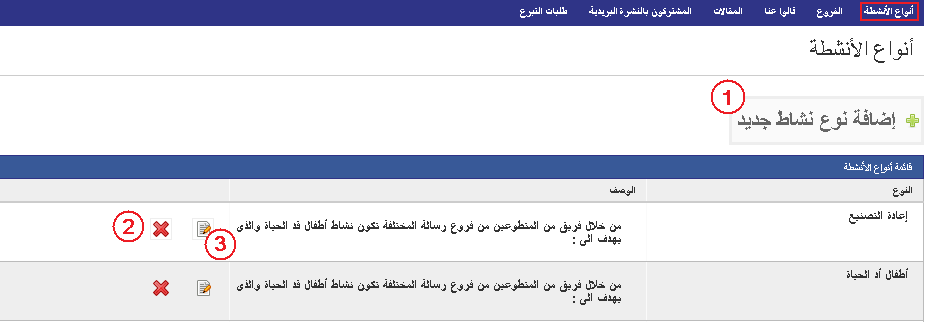 أنواع الأنشطة الفروع قالوا عنا المقالات المشتركون بالنشرة البريدية طلبات التبرع
أنواع الأنشطة
1
إضافة نوع نشاط جديد
قائمة أنواع الأنشطة
النوع الوصف
إعادة التصنيع
من خلال فريق من المتطوعين من فروع رسالة المختلفة تكون نشاط أطفال قد الحياة والذى
يهدف الى :
3
2
أطفال أد الحياة
من خلال فريق من المتطوعين من فروع رسالة المختلفة تكون نشاط أطفال قد الحياة والذى
يهدف الى :